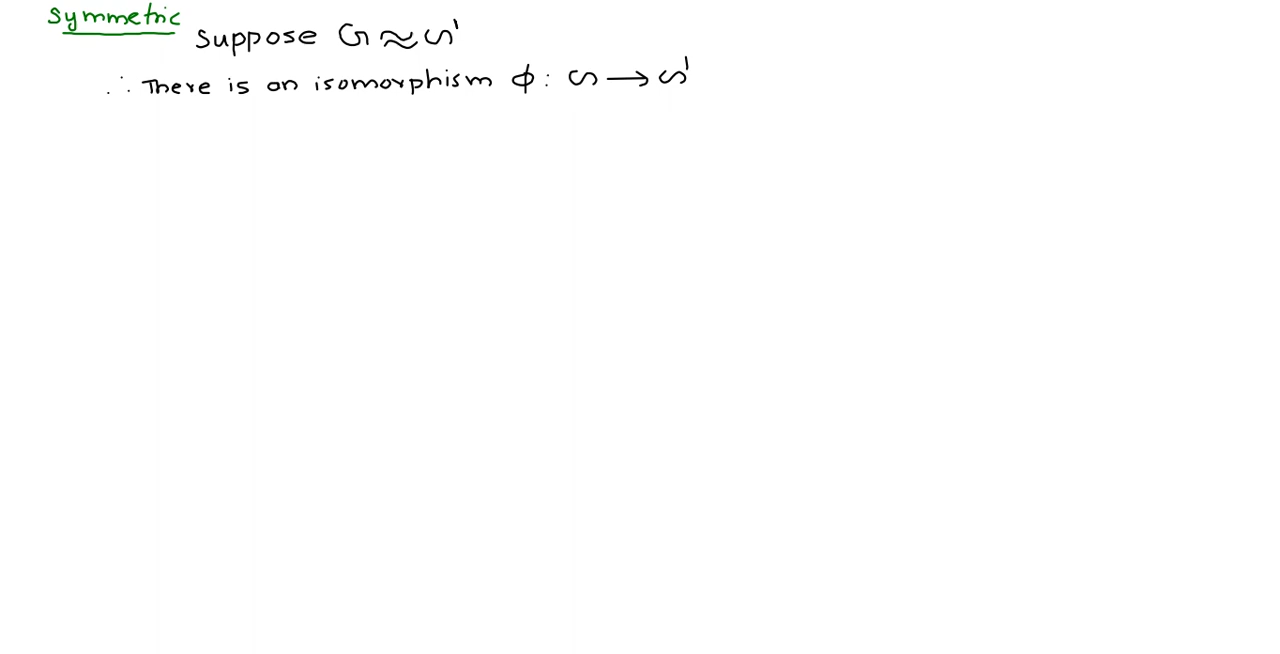 Symmetric Suppose G ≈ G'
∴ There is an isomorphism ϕ: G → G'